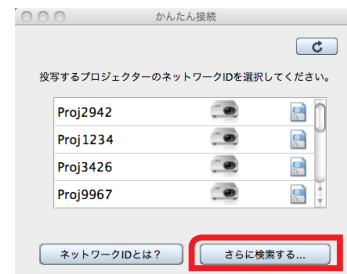 かんたん接続
投写するプロジェクターのネットワークIDを選択してください。
Proj2942
Proj1234
Proj3426
Proj9967
ネットワークIDとは？
さらに検索する...